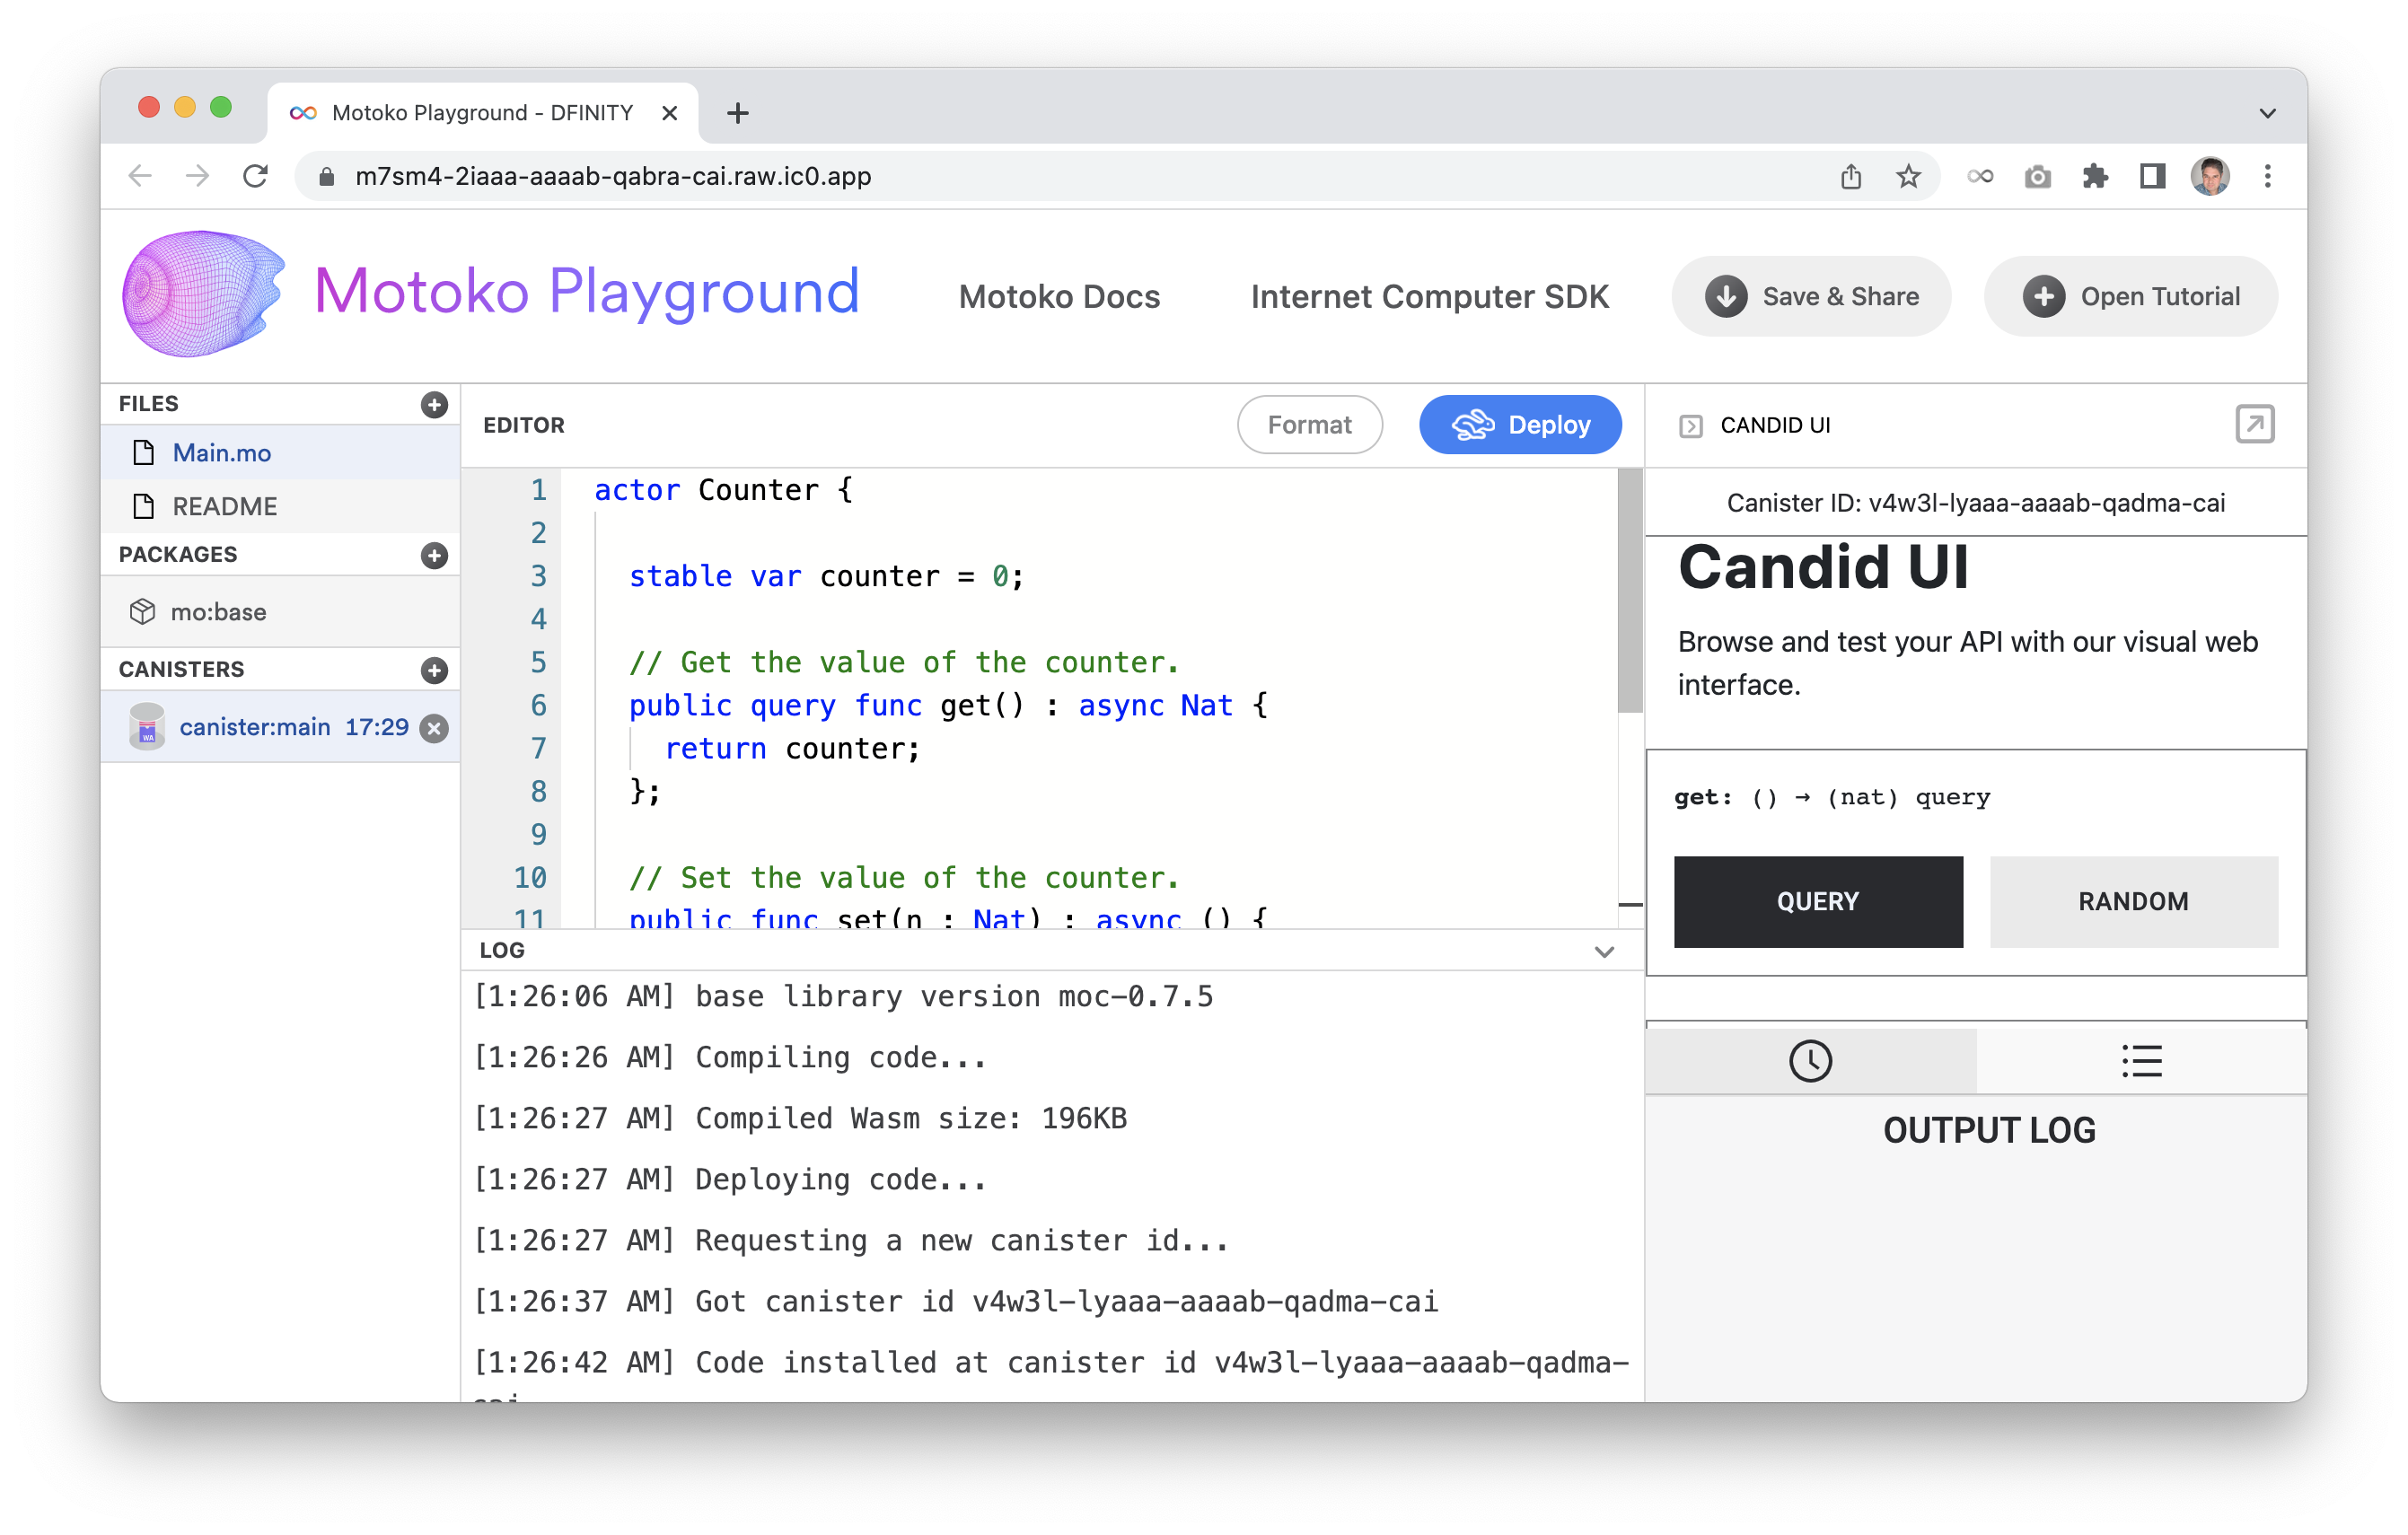 Motoko Playground - DFINITY
m7sm4-2iaaa-aaaab-qabra-cai.raw.ic0.app
Motoko Playground
Motoko Docs
Internet Computer SDK
Save & Share
Open Tutorial
FILES
Main.mo
README
PACKAGES
mo:base
CANISTERS
WA
canister:main 17:29
EDITOR
Format
Deploy
1 actor Counter {
2
3 stable var counter = 0;
4
5 // Get the value of the counter.
6 public query func get() : async Nat {
7 return counter;
8 };
9
10 // Set the value of the counter.
11 public func set(n : Nat) : async () {
LOG
[1:26:06 AM] base library version moc-0.7.5
[1:26:26 AM] Compiling code...
[1:26:27 AM] Compiled Wasm size: 196KB
[1:26:27 AM] Deploying code...
[1:26:27 AM] Requesting a new canister id...
[1:26:37 AM] Got canister id v4w3l-lyaaa-aaaab-qadma-cai
[1:26:42 AM] Code installed at canister id v4w3l-lyaaa-aaaab-qadma-
CANDID UI
Canister ID: v4w3l-lyaaa-aaaab-qadma-cai
Candid UI
Browse and test your API with our visual web
interface.
get: () → (nat) query
QUERY
RANDOM
OUTPUT LOG